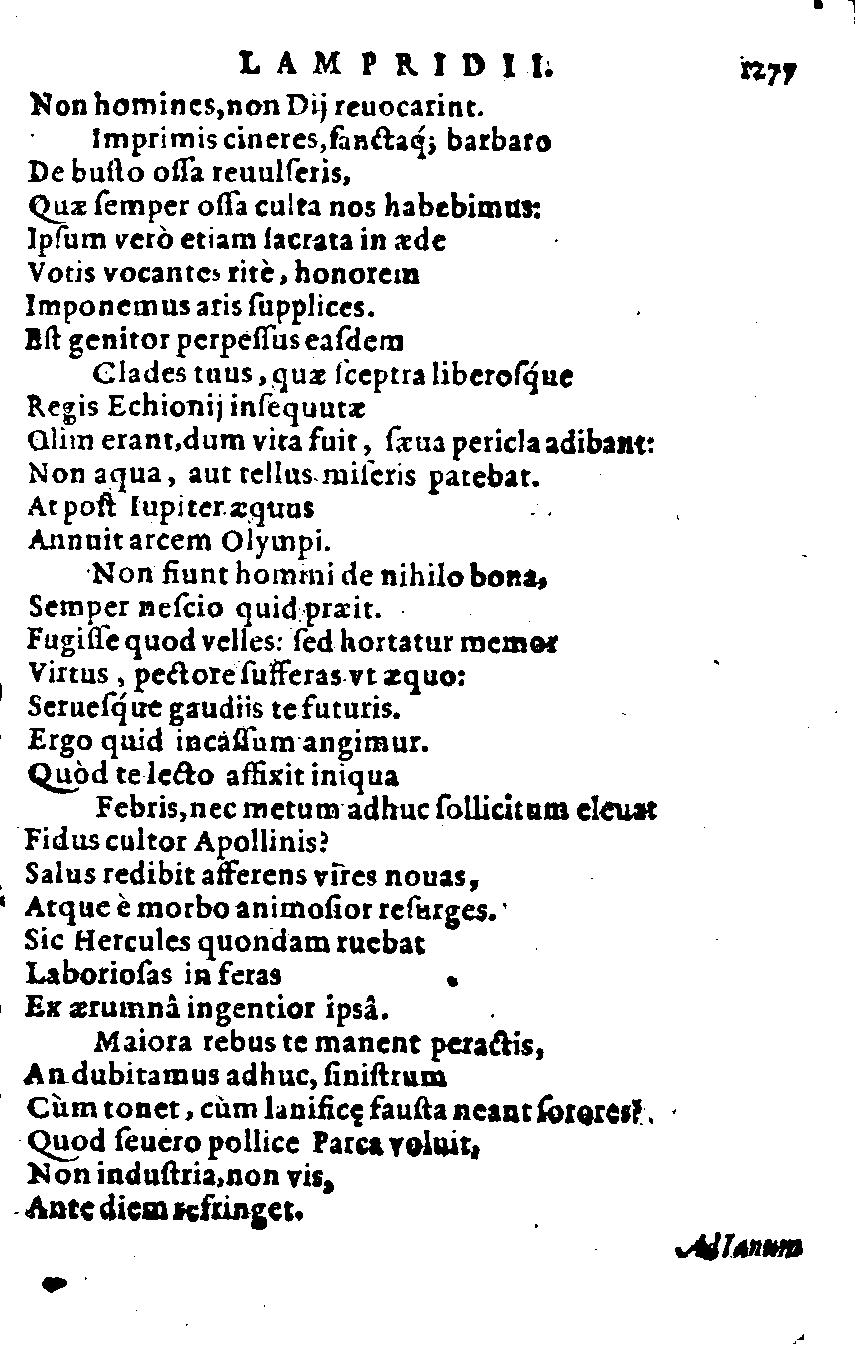 LAMPRIDII. 1277
Non homines, non Dij reuocarint.
Imprimis cineres, ſanctaq́; barbaro
De buſto oſſa reuulſeris,
Quæ ſemper oſſa culta nos habebimus:
Ipſum verò etiam ſacrata in æde
Votis vocantes ritè, honorem
Imponemus aris ſupplices.
Eſt genitor perpeſſus eaſdem
Clades tuus, quæ ſceptra liberoſq́ue
Regis Echionij inſequutæ
Olim erant, dum vita fuit, ſæua pericla adibant:
Non aqua, aut tellus miſeris patebat.
At poſt Iupiter æquus
Annuit arcem Olympi.
Non fiunt homini de nihilo bona,
Semper neſcio quid præit.
Fugiſſe quod velles: ſed hortatur memor
Virtus, pectore ſufferas vt æquo:
Serueſq́ue gaudiis te futuris.
Ergo quid incaſſum angimur.
Quòd te lecto affixit iniqua
Febris, nec metum adhuc ſollicitum eleuat
Fidus cultor Apollinis?
Salus redibit afferens vires nouas,
Atque è morbo animoſior reſurges.
Sic Hercules quondam ruebat
Laborioſas in feras
Ex ærumnâ ingentior ipsâ.
Maiora rebus te manent peractis,
An dubitamus adhuc, ſiniſtrum
Cùm tonet, cùm lanificę fauſta neant ſorores?
Quod ſeuero pollice Parca voluit,
Non induſtria, non vis,
Ante diem refringet.
Ad Ianum